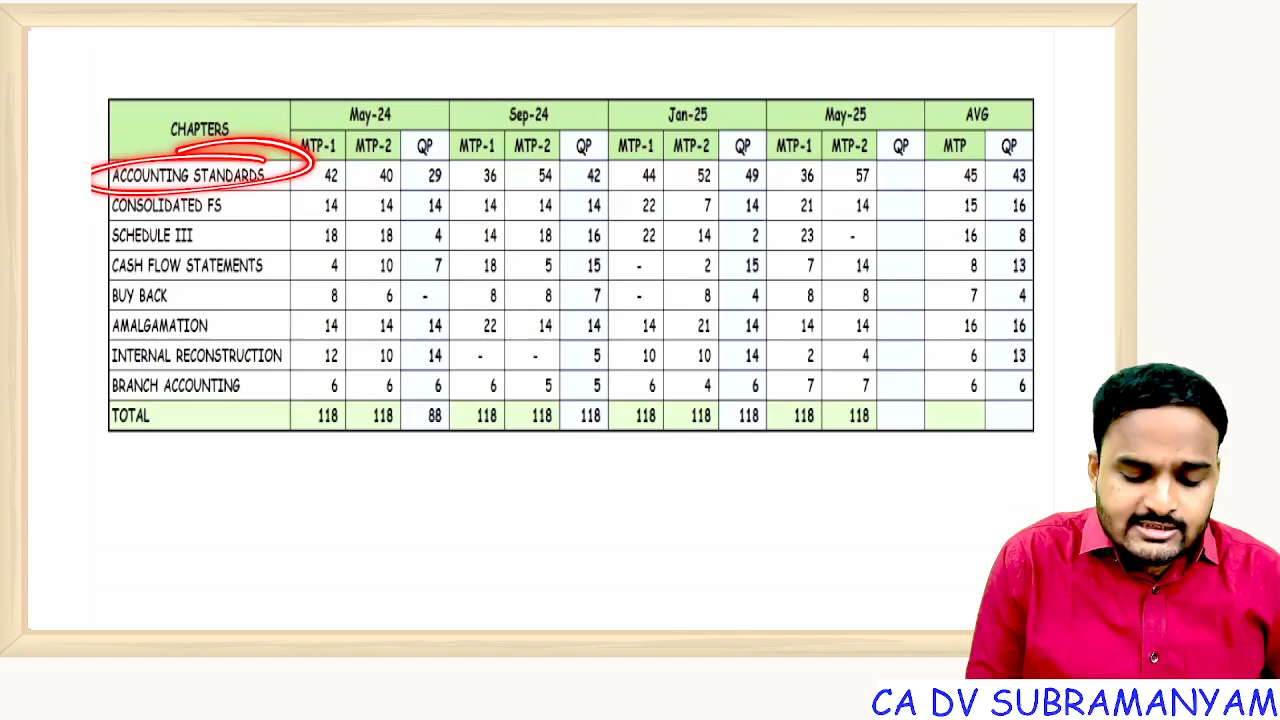 CHAPTERS May-24 Sep-24 Jan-25 May-25 AVG
MTP-1 MTP-2 QP MTP-1 MTP-2 QP MTP-1 MTP-2 QP MTP-1 MTP-2 QP MTP QP
ACCOUNTING STANDARDS 42 40 29 36 54 42 44 52 49 36 57 45 43
CONSOLIDATED FS 14 14 14 14 14 14 22 7 14 21 14 15 16
SCHEDULE III 18 18 4 14 18 16 22 14 2 23 - 16 8
CASH FLOW STATEMENTS 4 10 7 18 5 15 - 2 15 7 14 8 13
BUY BACK 8 6 - 8 8 7 - 8 4 8 8 7 4
AMALGAMATION 14 14 14 22 14 14 14 21 14 14 14 16 16
INTERNAL RECONSTRUCTION 12 10 14 - - 5 10 10 14 2 4 6 13
BRANCH ACCOUNTING 6 6 6 6 5 5 6 4 6 7 7 6 6
TOTAL 118 118 88 118 118 118 118 118 118 118 118
CA DV SUBRAMANYAM